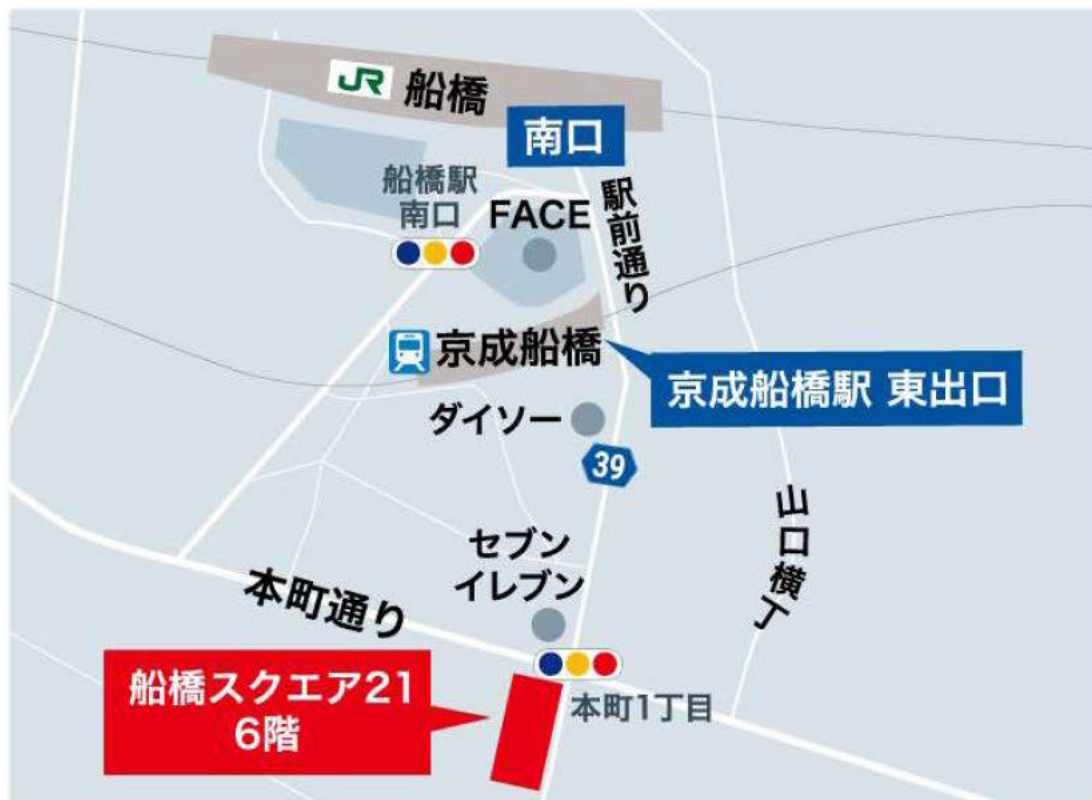 JR 船橋
南口
船橋駅
南口
FACE
駅前通り
京成船橋
京成船橋駅 東出口
ダイソー
39
山口横丁
セブン
イレブン
本町通り
船橋スクエア21
6階
本町1丁目